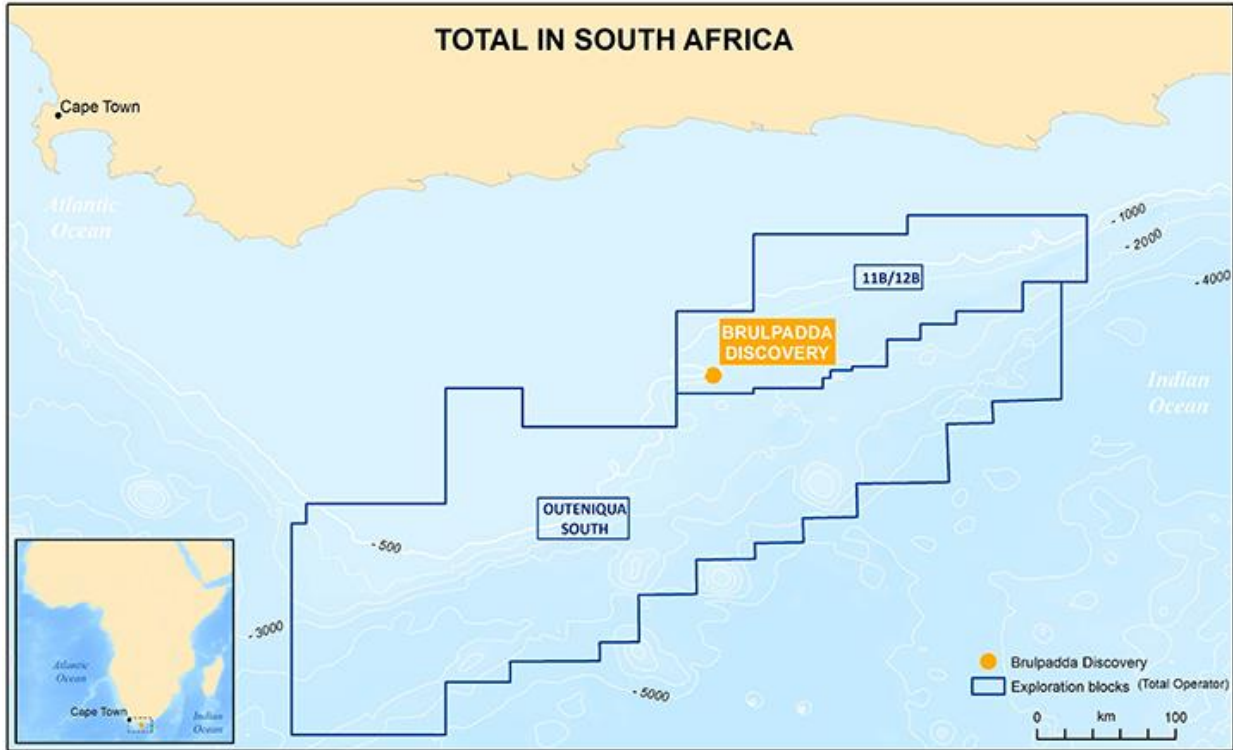 TOTAL IN SOUTH AFRICA
Cape Town
Atlantic
Ocean
- 1000
- 2000
- 4000
11B/12B
BRULPADDA
DISCOVERY
Indian
Ocean
OUTENIQUA
SOUTH
- 500
- 3000
- 5000
Atlantic
Ocean
Cape Town
Indian
Ocean
Brulpadda Discovery
Exploration blocks (Total Operator)
0 km 100